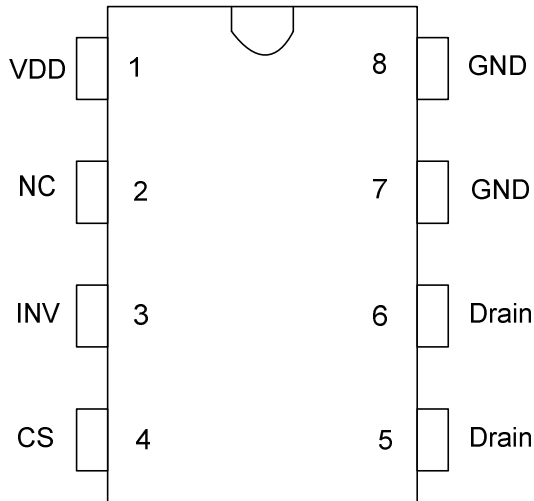 VDD 1 8 GND
NC 2 7 GND
INV 3 6 Drain
CS 4 5 Drain